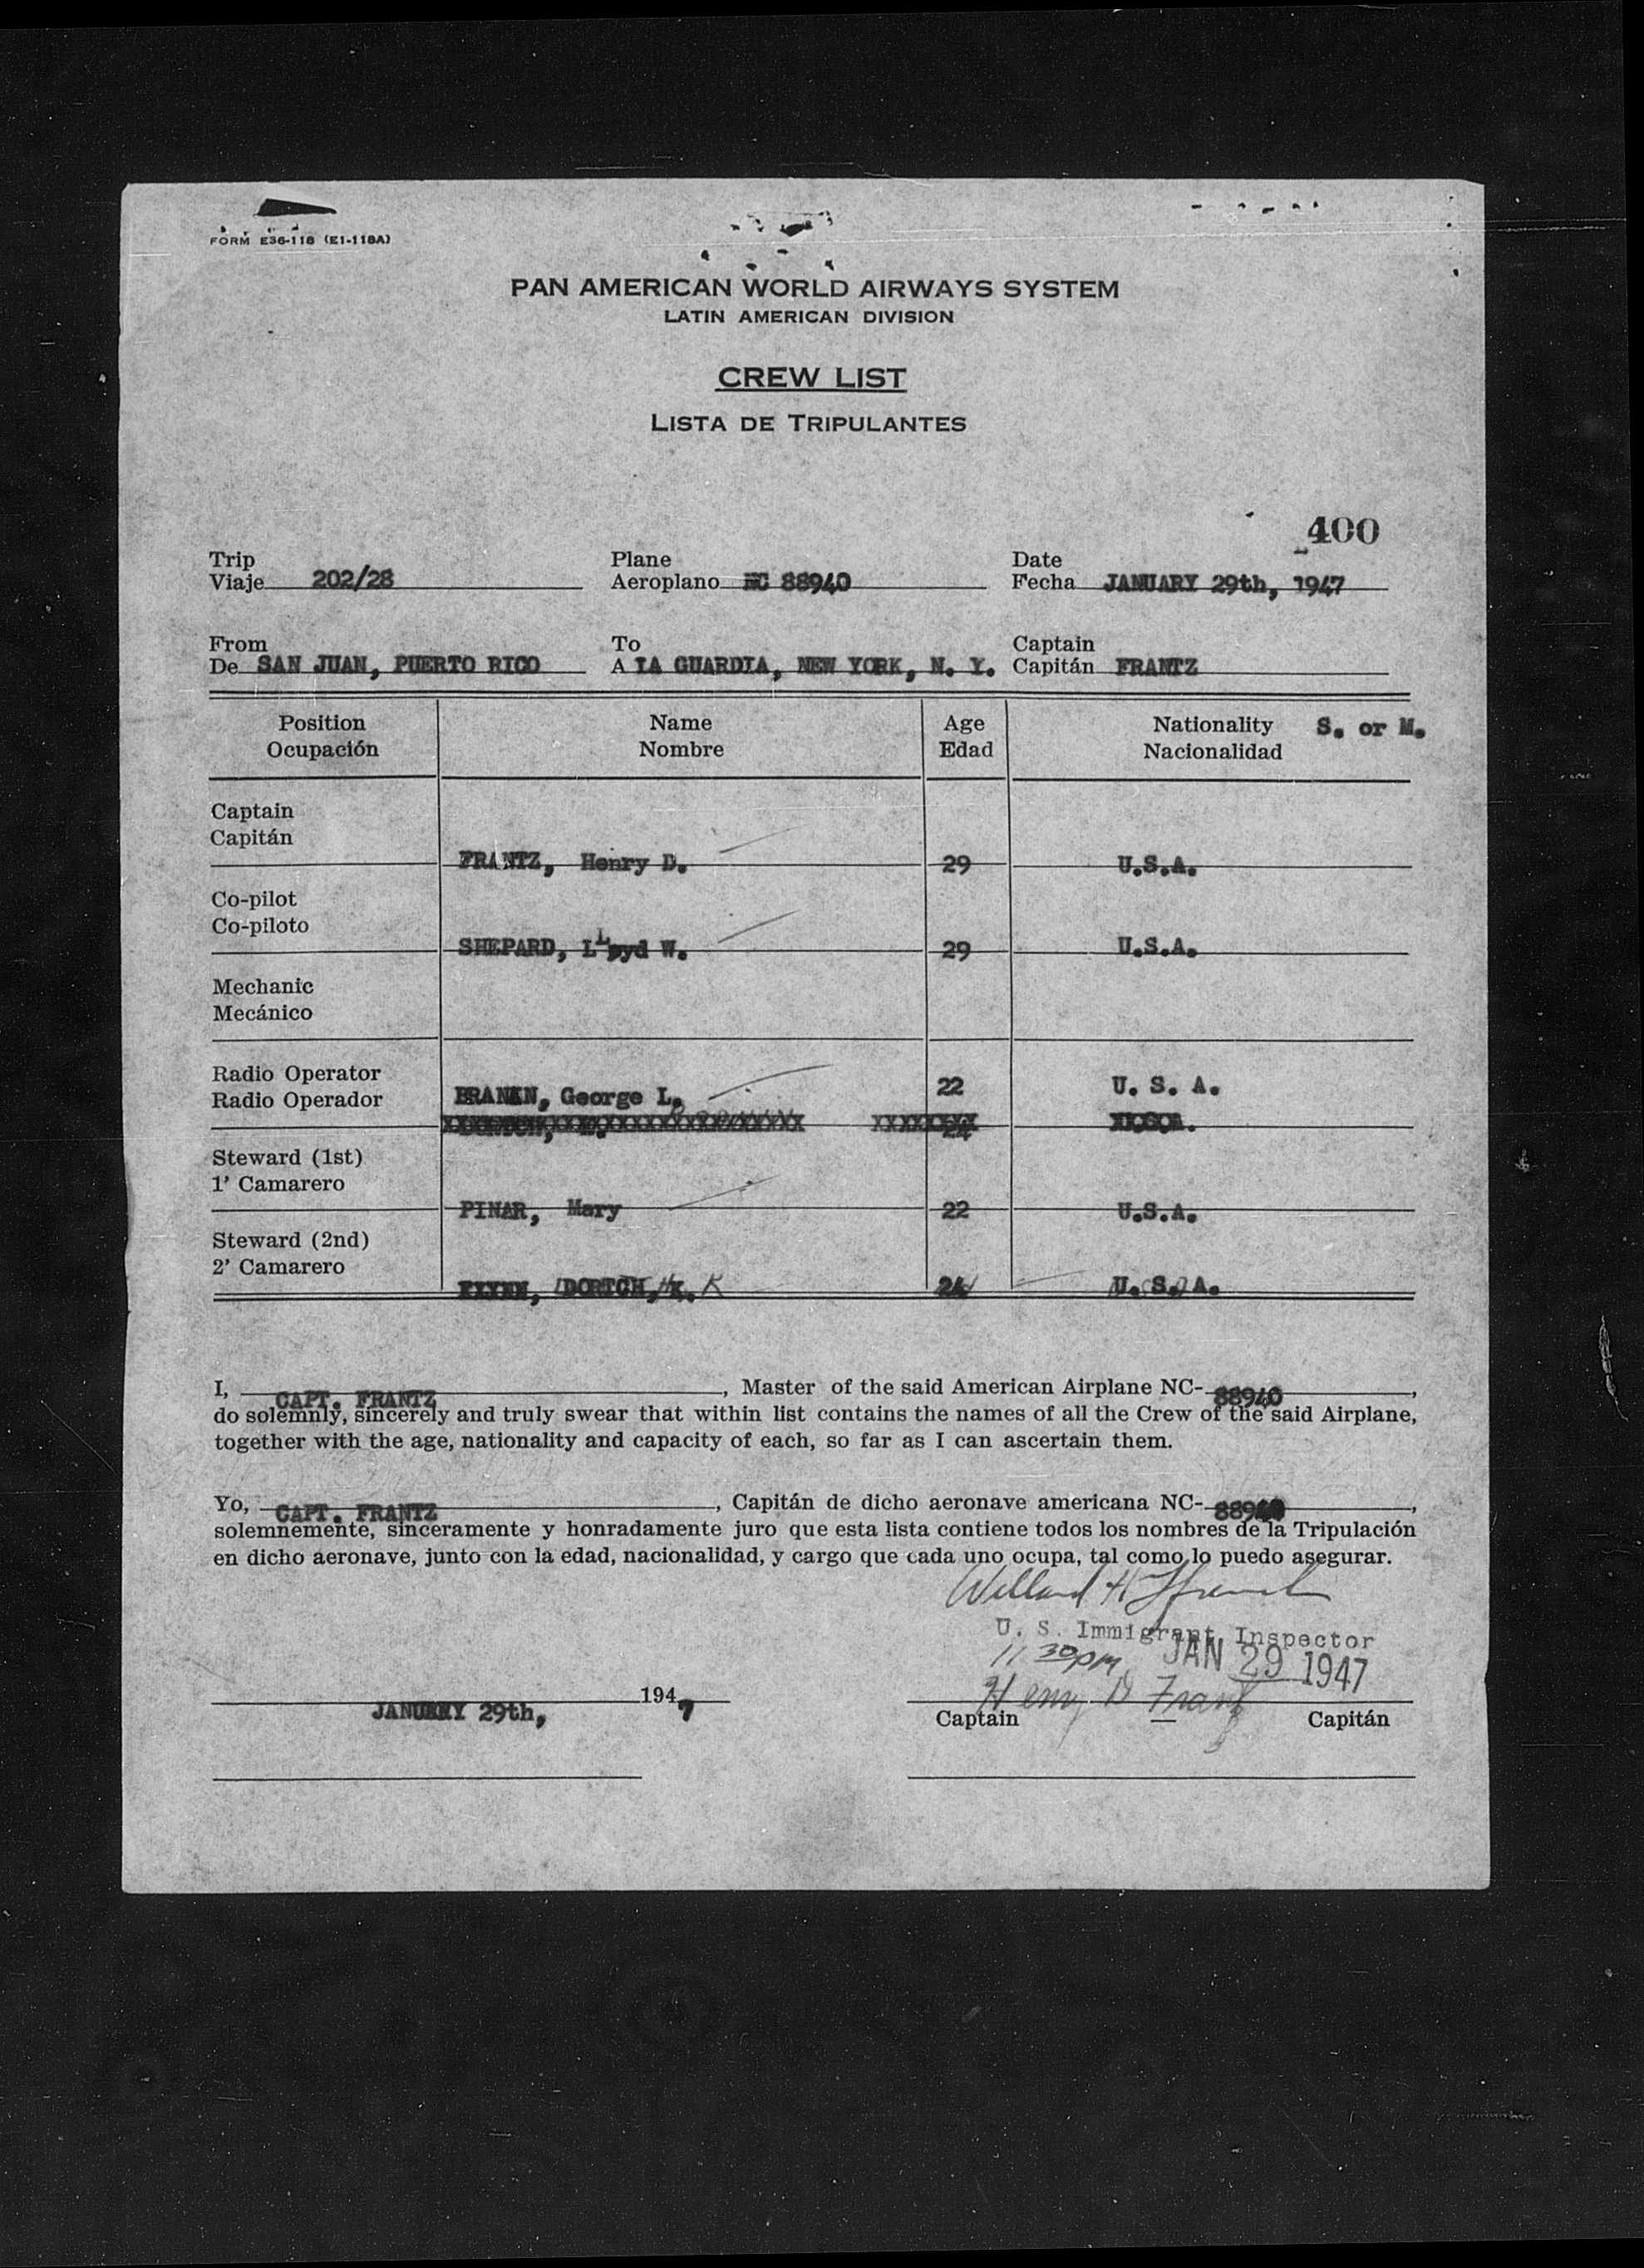 FORM E36-118 (E1-118A)
PAN AMERICAN WORLD AIRWAYS SYSTEM
LATIN AMERICAN DIVISION
CREW LIST
LISTA DE TRIPULANTES
400
Trip Plane Date
Viaje 202/28 Aeroplano NC 88940 Fecha JANUARY 29th, 1947
From To Captain
De SAN JUAN, PUERTO RICO A LA GUARDIA, NEW YORK, N. Y. Capitán FRANTZ
Position Name Age Nationality S. or M.
Ocupación Nombre Edad Nacionalidad
Captain
Capitán
FRANTZ, Henry D. 29 U.S.A.
Co-pilot
Co-piloto
SHEPARD, Lloyd W. 29 U.S.A.
Mechanic
Mecánico
Radio Operator 22 U. S. A.
Radio Operador George L.
24
Steward (1st)
1' Camarero
PINAR, Mary 22 U.S.A.
Steward (2nd)
2' Camarero
DORTCH, K. 24 U.S.A.
I, CAPT. FRANTZ, Master of the said American Airplane NC-88940,
do solemnly, sincerely and truly swear that within list contains the names of all the Crew of the said Airplane,
together with the age, nationality and capacity of each, so far as I can ascertain them.
Yo, CAPT. FRANTZ, Capitán de dicho aeronave americana NC-88940,
solemnemente, sinceramente y honradamente juro que esta lista contiene todos los nombres de la Tripulación
en dicho aeronave, junto con la edad, nacionalidad, y cargo que cada uno ocupa, tal como lo puedo asegurar.
U. S. Immigrant Inspector
11 30pm JAN 29 1947
JANUARY 29th, 1947 Henry D Frantz
Captain — Capitán